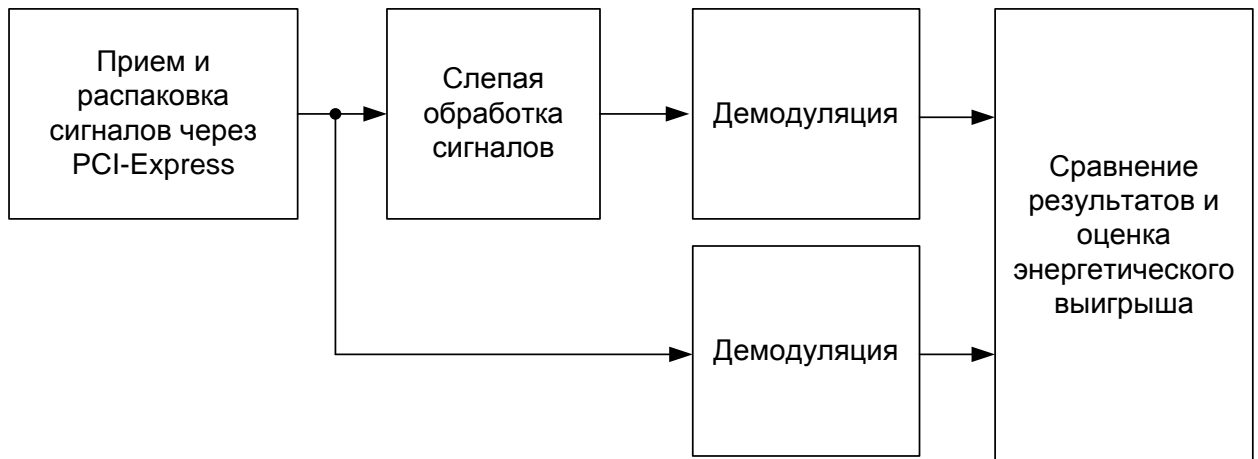 Прием и
распаковка
сигналов через
PCI-Express
Слепая
обработка
сигналов
Демодуляция
Демодуляция
Сравнение
результатов и
оценка
энергетического
выигрыша